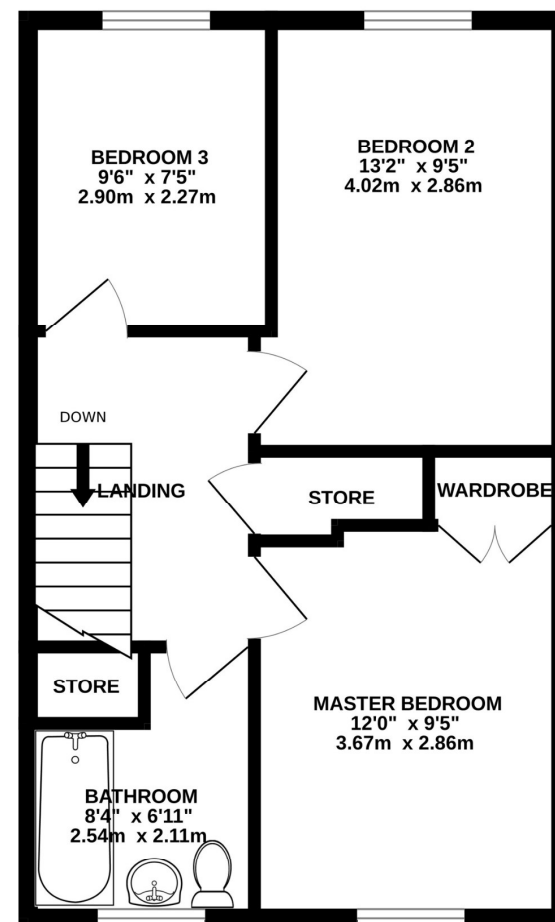 BEDROOM 3
9'6" x 7'5"
2.90m x 2.27m
BEDROOM 2
13'2" x 9'5"
4.02m x 2.86m
DOWN
LANDING
STORE
WARDROBE
STORE
MASTER BEDROOM
12'0" x 9'5"
3.67m x 2.86m
BATHROOM
8'4" x 6'11"
2.54m x 2.11m